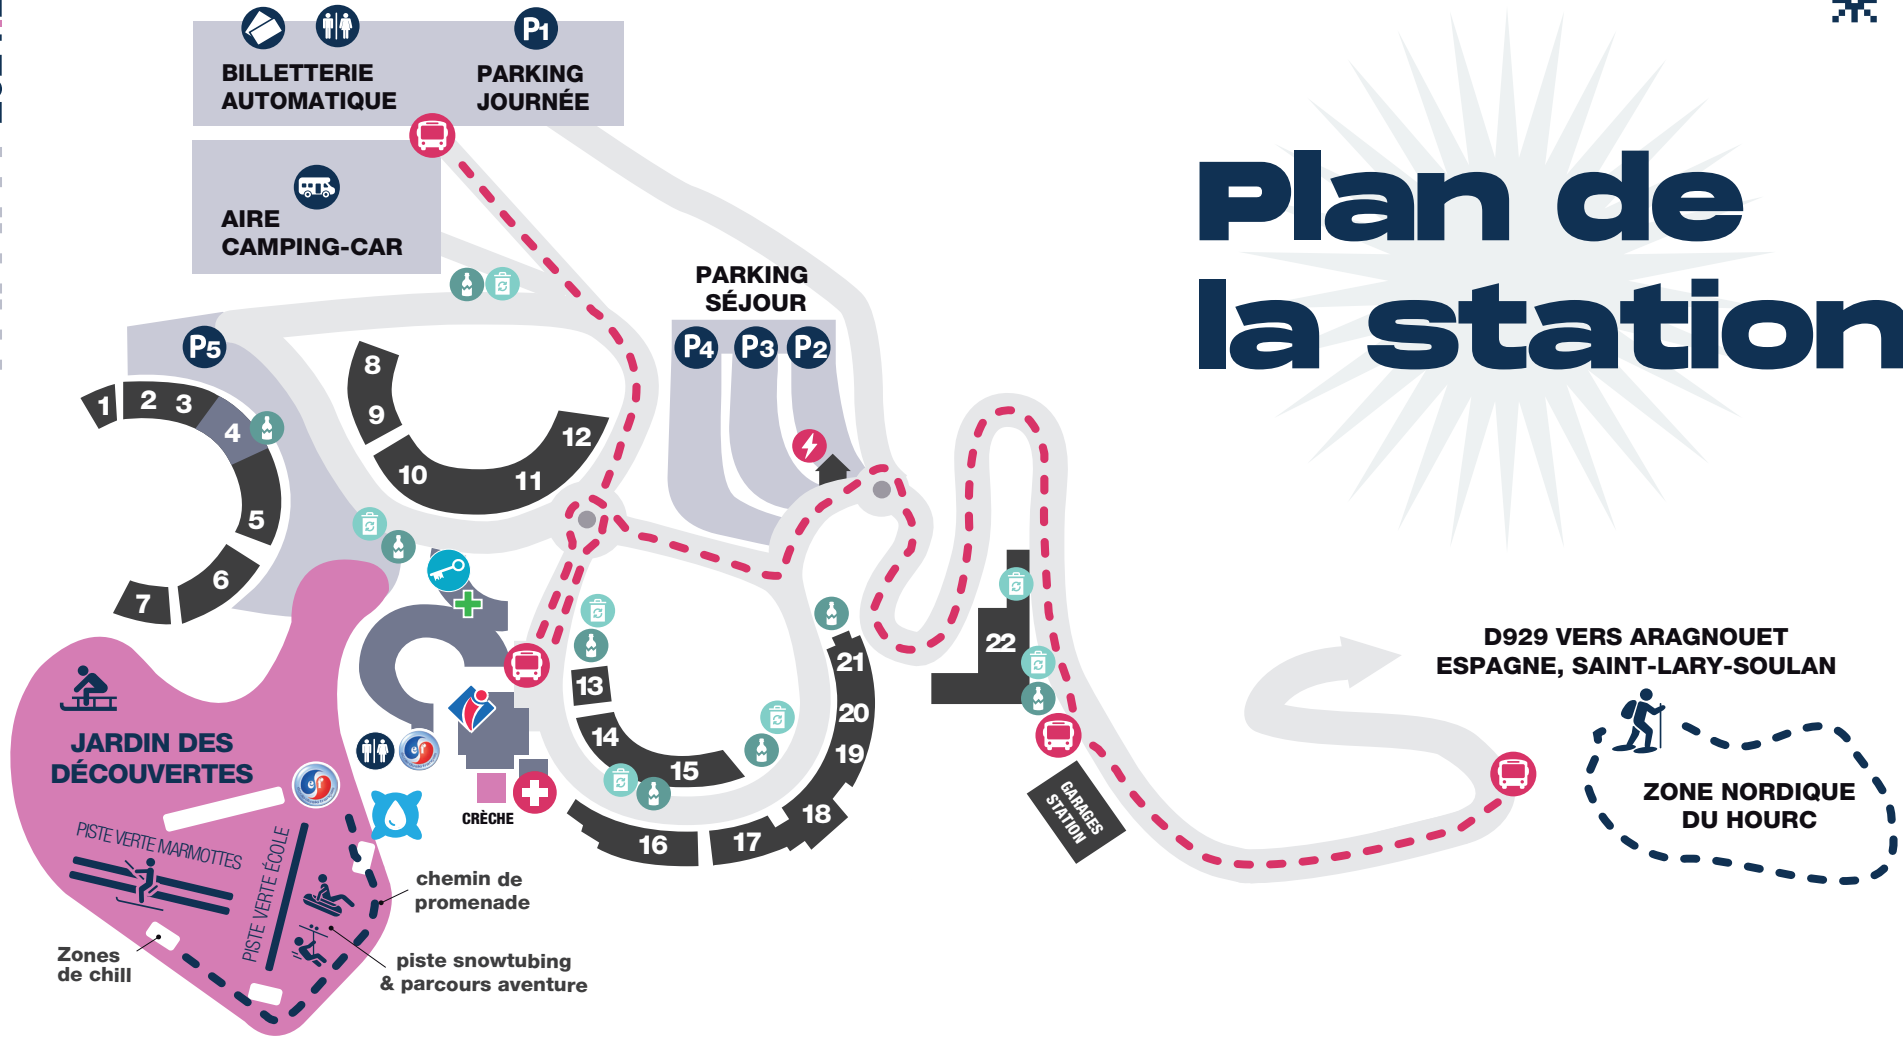 Plan de
la station
P1
BILLETTERIE
AUTOMATIQUE
PARKING
JOURNÉE
AIRE
CAMPING-CAR
PARKING
SÉJOUR
P5
P4
P3
P2
1
2
3
4
5
6
7
8
9
10
11
12
13
14
15
16
17
18
19
20
21
22
D929 VERS ARAGNOUET
ESPAGNE, SAINT-LARY-SOULAN
ZONE NORDIQUE
DU HOURC
GARAGES
STATION
CRÈCHE
JARDIN DES
DÉCOUVERTES
PISTE VERTE MARMOTTES
PISTE VERTE ÉCOLE
chemin de
promenade
Zones
de chill
piste snowtubing
& parcours aventure